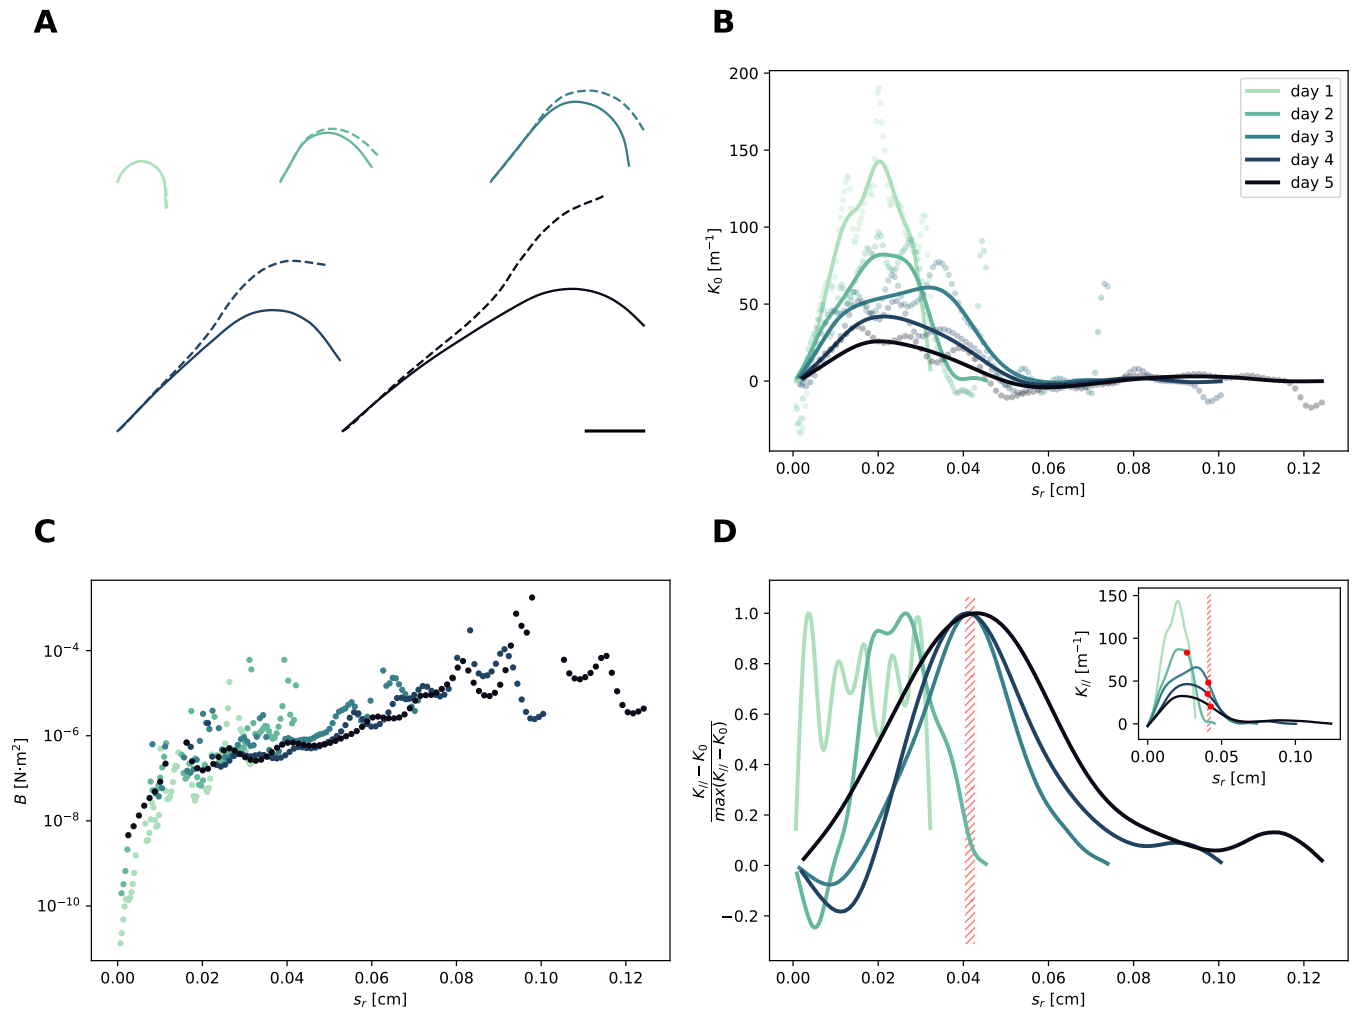 A
B
200
150
100
50
0
K₀ [m⁻¹]
0.00 0.02 0.04 0.06 0.08 0.10 0.12
sᵣ [cm]
day 1
day 2
day 3
day 4
day 5
C
10⁻⁴
10⁻⁶
10⁻⁸
10⁻¹⁰
B [N·m²]
0.00 0.02 0.04 0.06 0.08 0.10 0.12
sᵣ [cm]
D
1.0
0.8
0.6
0.4
0.2
0.0
−0.2
K// − K₀
max(K// − K₀)
0.00 0.02 0.04 0.06 0.08 0.10 0.12
sᵣ [cm]
150
100
50
0
K// [m⁻¹]
0.00 0.05 0.10
sᵣ [cm]